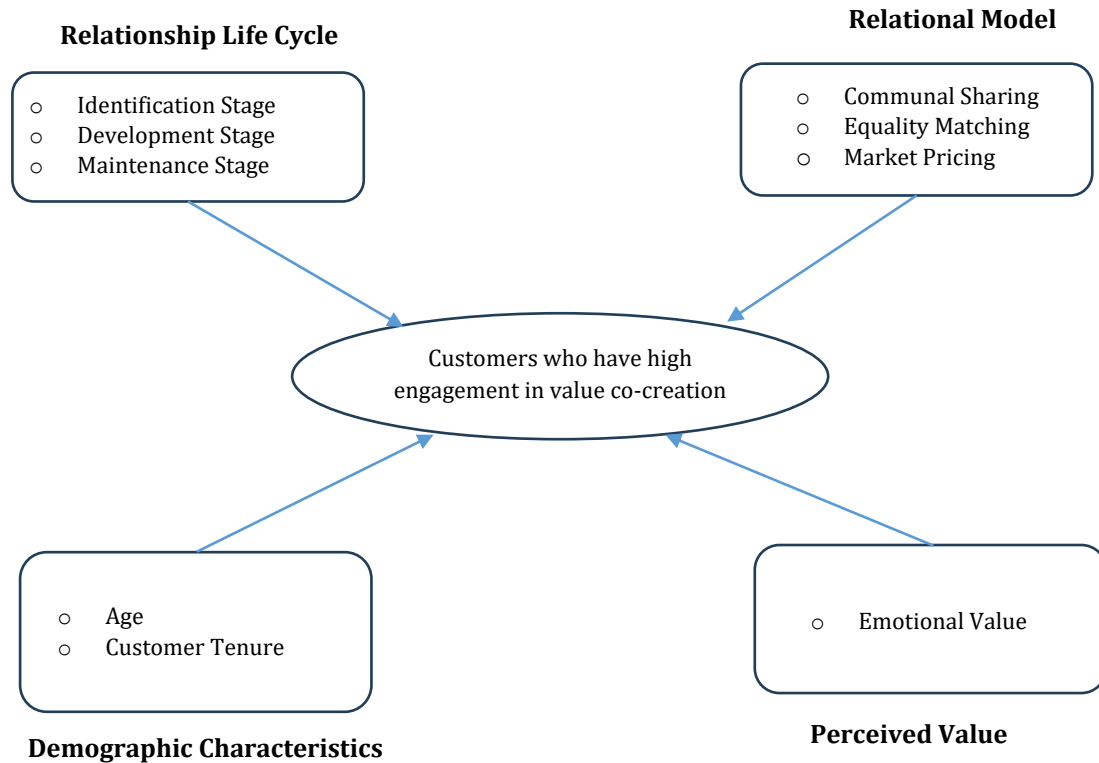 Relationship Life Cycle
Relational Model
o Identification Stage
o Development Stage
o Maintenance Stage
o Communal Sharing
o Equality Matching
o Market Pricing
Customers who have high
engagement in value co-creation
o Age
o Customer Tenure
o Emotional Value
Demographic Characteristics
Perceived Value